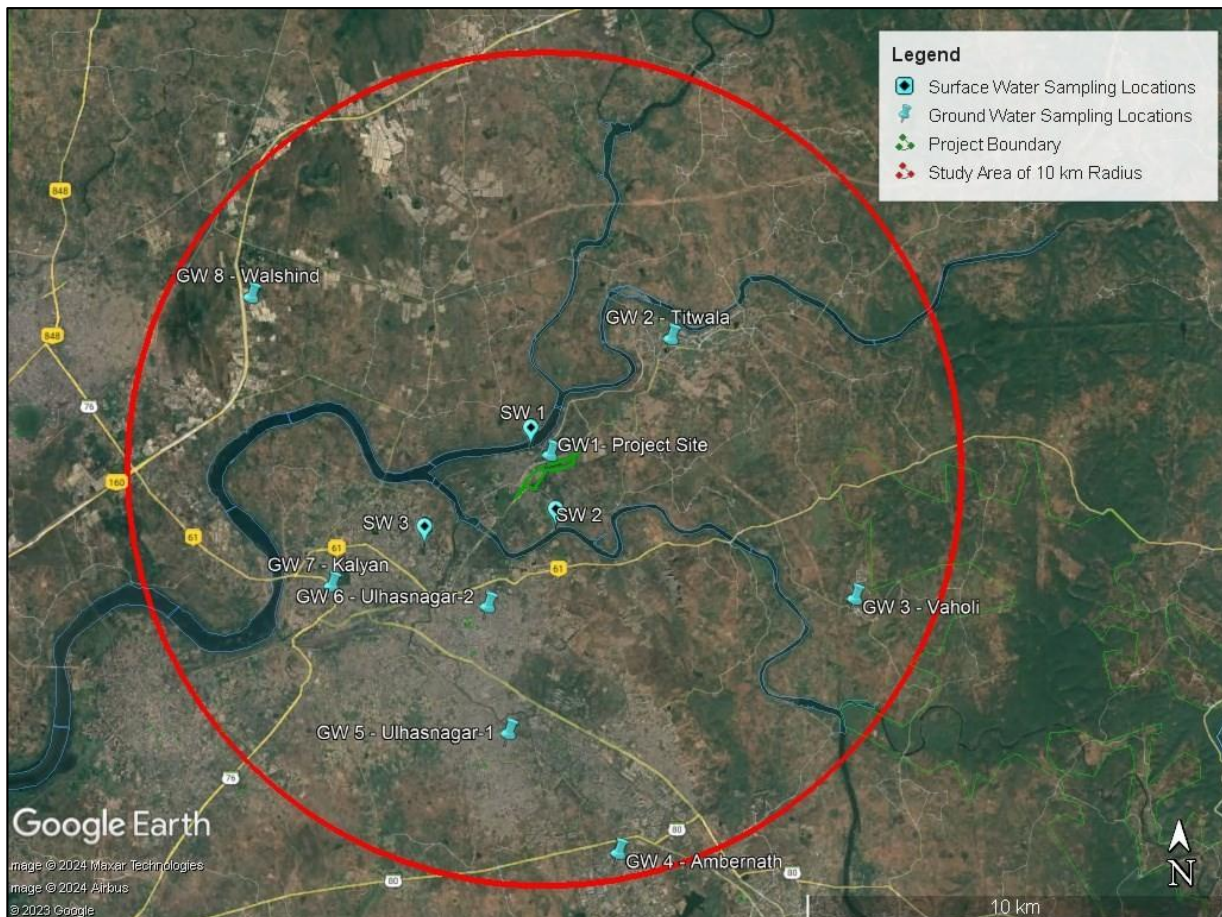 Legend
Surface Water Sampling Locations
Ground Water Sampling Locations
Project Boundary
Study Area of 10 km Radius
848
GW 8 - Walshind
GW 2 - Titwala
848
76
SW 1
GW1- Project Site
160
SW 2
SW 3
61
61
GW 7 - Kalyan
61
GW 6 - Ulhasnagar-2
GW 3 - Vaholi
GW 5 - Ulhasnagar-1
76
Google Earth
80
GW 4 - Ambernath
mage © 2024 Maxar Technologies
80
80
mage © 2024 Airbus
© 2023 Google
10 km
N